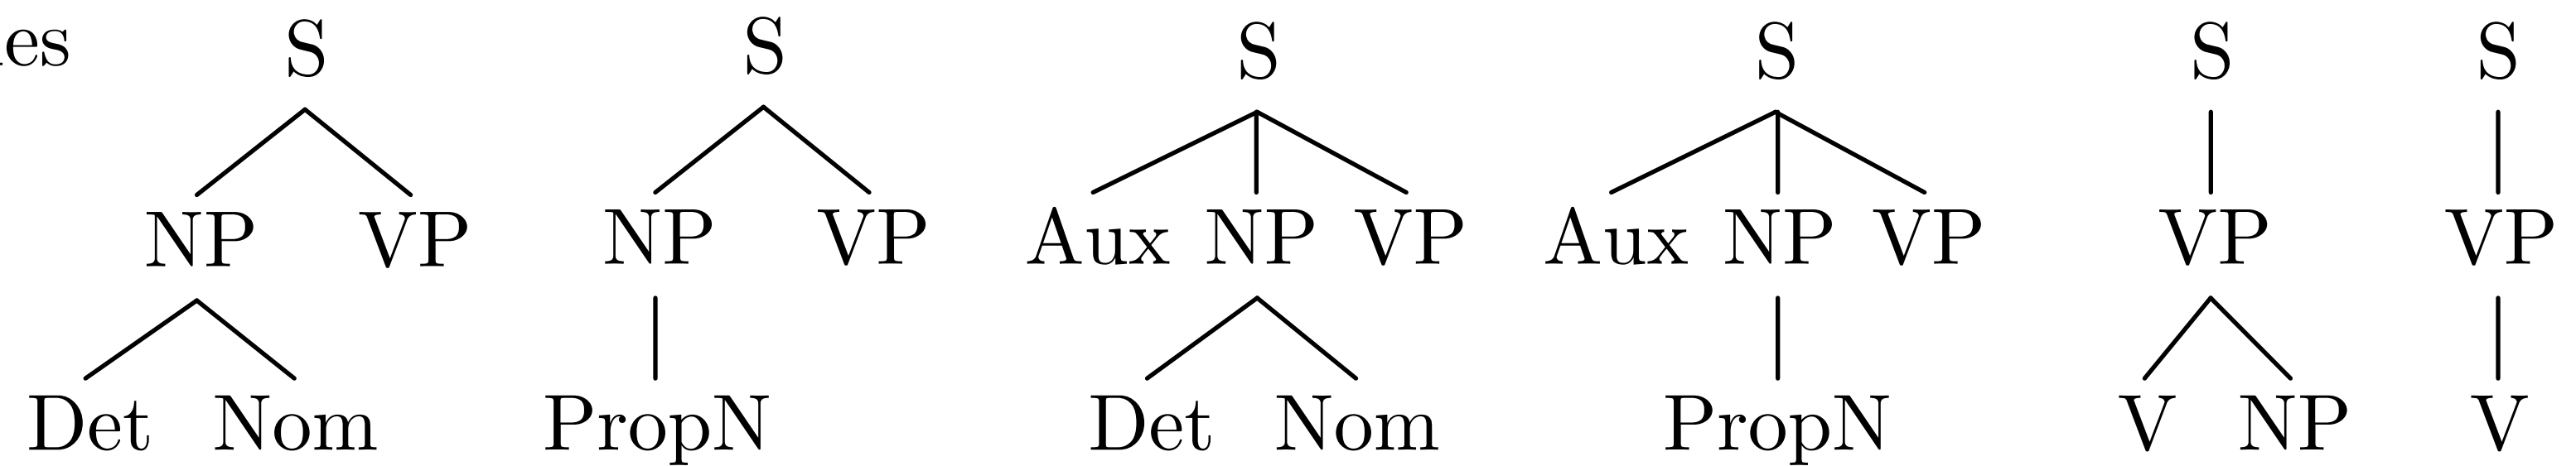 es S S S S S S
NP VP NP VP Aux NP VP Aux NP VP VP VP
Det Nom PropN Det Nom PropN V NP V